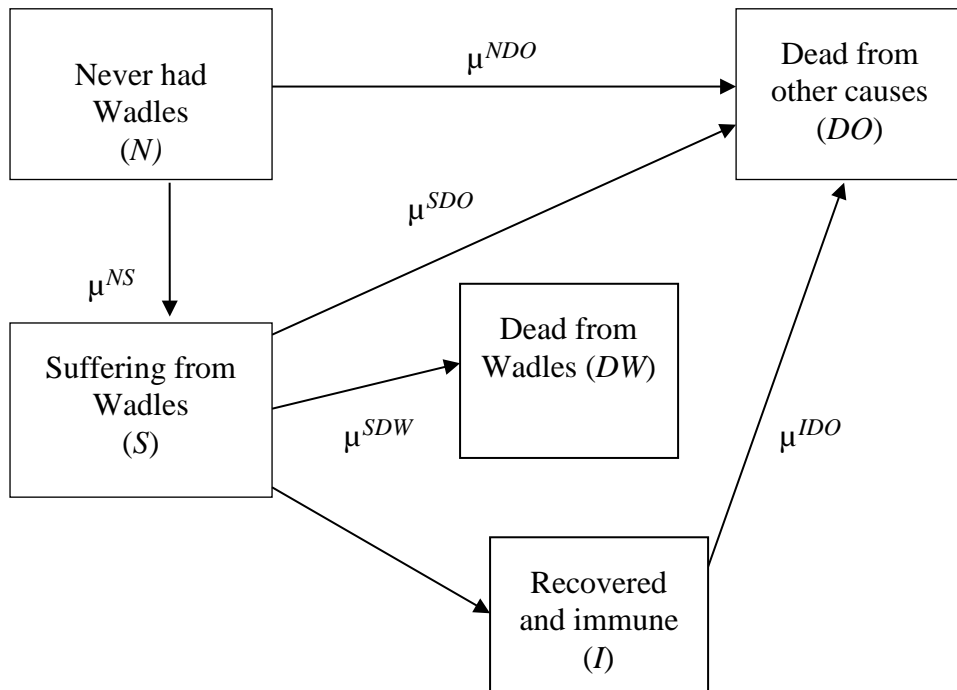 Never had
Wadles
(N)
μNDO
Dead from
other causes
(DO)
μNS
μSDO
Suffering from
Wadles
(S)
Dead from
Wadles (DW)
μSDW
μIDO
Recovered
and immune
(I)